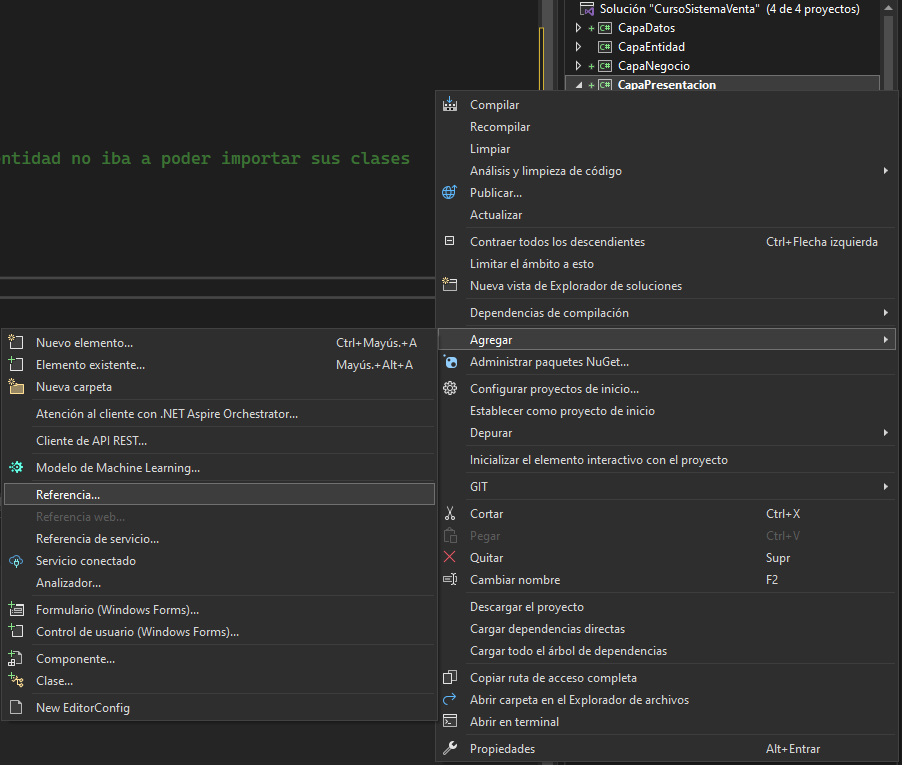 Solución "CursoSistemaVenta" (4 de 4 proyectos)
CapaDatos
CapaEntidad
CapaNegocio
CapaPresentacion
ntidad no iba a poder importar sus clases
Compilar
Recompilar
Limpiar
Análisis y limpieza de código
Publicar...
Actualizar
Contraer todos los descendientes Ctrl+Flecha izquierda
Limitar el ámbito a esto
Nueva vista de Explorador de soluciones
Dependencias de compilación
Agregar
Administrar paquetes NuGet...
Configurar proyectos de inicio...
Establecer como proyecto de inicio
Depurar
Inicializar el elemento interactivo con el proyecto
GIT
Cortar Ctrl+X
Pegar Ctrl+V
Quitar Supr
Cambiar nombre F2
Descargar el proyecto
Cargar dependencias directas
Cargar todo el árbol de dependencias
Copiar ruta de acceso completa
Abrir carpeta en el Explorador de archivos
Abrir en terminal
Propiedades Alt+Entrar
Nuevo elemento... Ctrl+Mayús.+A
Elemento existente... Mayús.+Alt+A
Nueva carpeta
Atención al cliente con .NET Aspire Orchestrator...
Cliente de API REST...
Modelo de Machine Learning...
Referencia...
Referencia web...
Referencia de servicio...
Servicio conectado
Analizador...
Formulario (Windows Forms)...
Control de usuario (Windows Forms)...
Componente...
Clase...
New EditorConfig